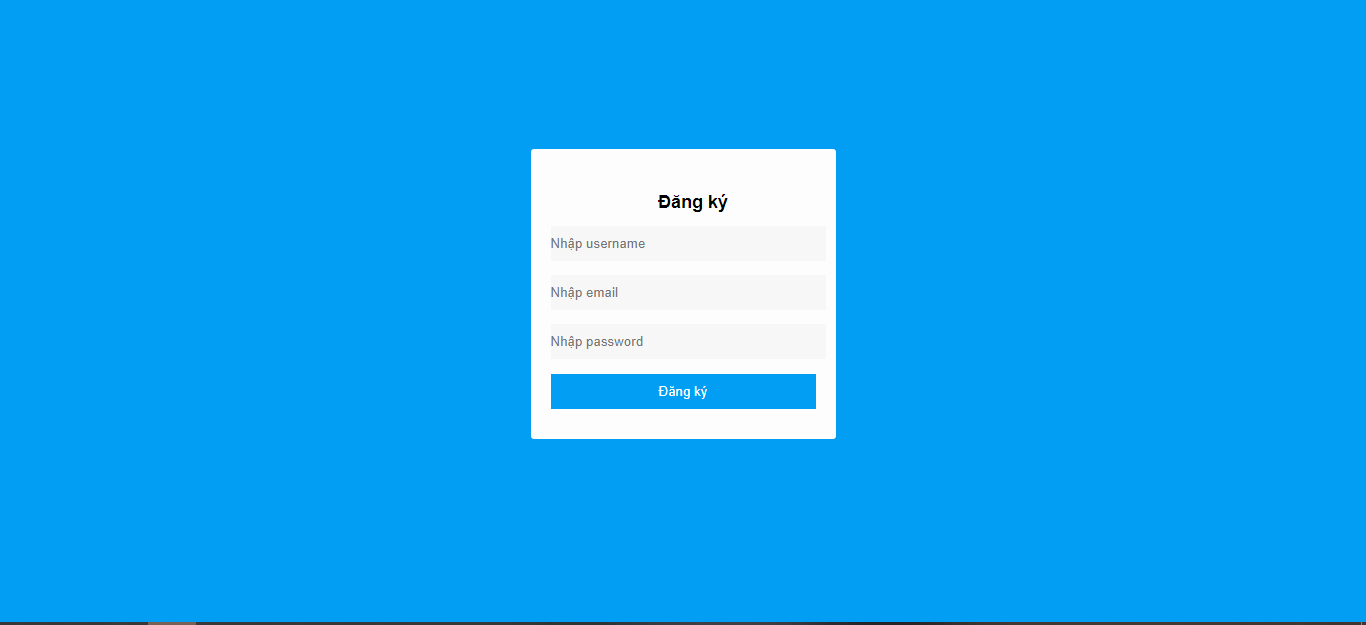 Đăng ký
Nhập username
Nhập email
Nhập password
Đăng ký